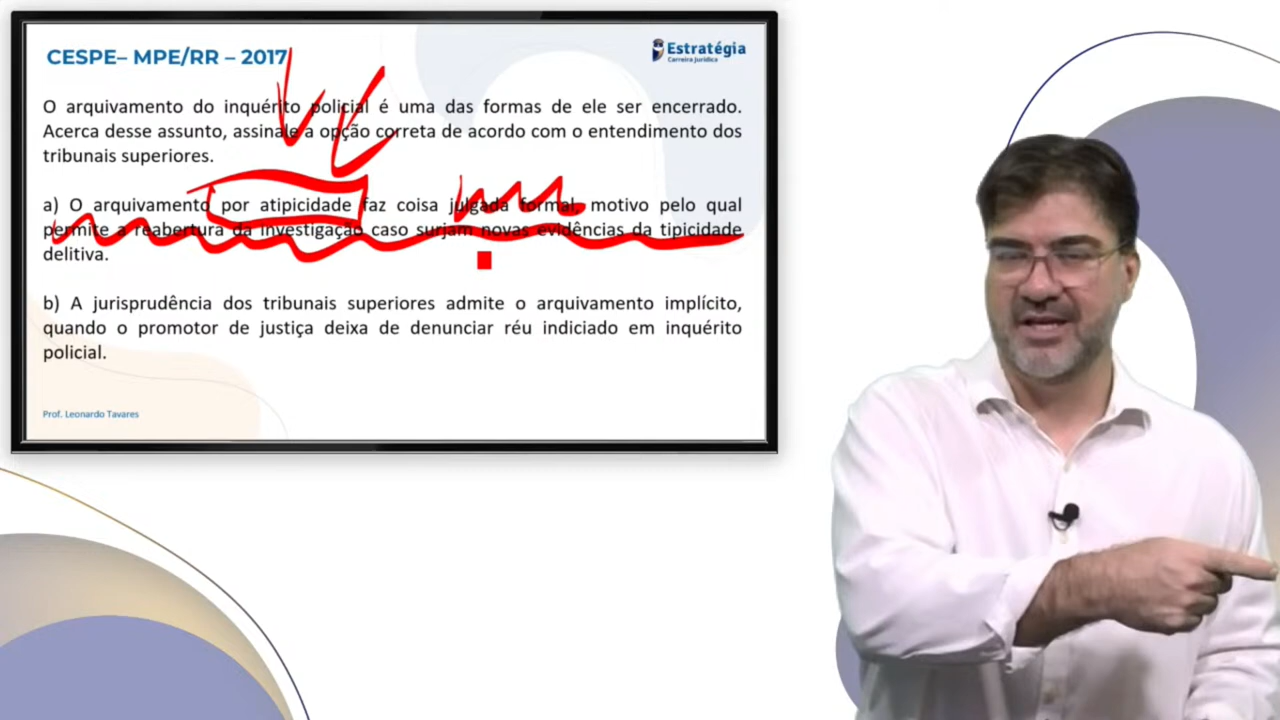 CESPE– MPE/RR – 2017
Estratégia
Carreira Jurídica
O arquivamento do inquérito policial é uma das formas de ele ser encerrado.
Acerca desse assunto, assinale a opção correta de acordo com o entendimento dos
tribunais superiores.
a) O arquivamento por atipicidade faz coisa julgada formal, motivo pelo qual
permite a reabertura da investigação caso surjam novas evidências da tipicidade
delitiva.
b) A jurisprudência dos tribunais superiores admite o arquivamento implícito,
quando o promotor de justiça deixa de denunciar réu indiciado em inquérito
policial.
Prof. Leonardo Tavares